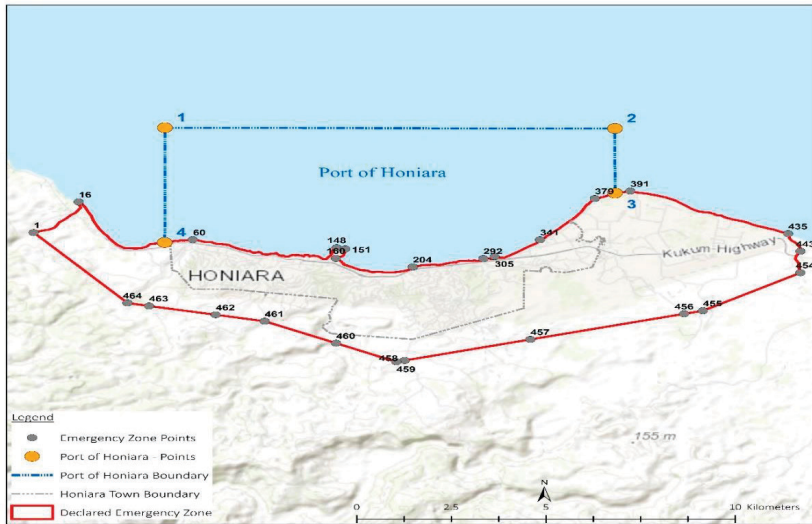 1
2
Port of Honiara
3
4
1
16
60
148
151
160
204
292
305
341
379
391
435
443
454
Kukum-Highway
HONIARA
464
463
462
461
460
458
459
457
456
455
155 m
Legend
Emergency Zone Points
Port of Honiara - Points
Port of Honiara Boundary
Honiara Town Boundary
Declared Emergency Zone
N
0 2.5 5 10 Kilometers